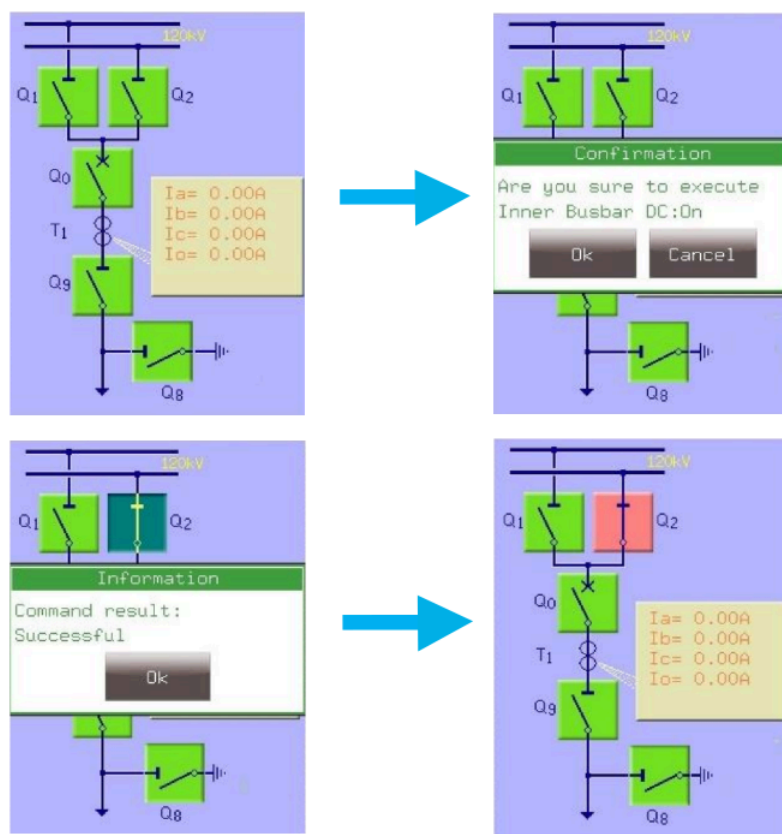 120kV
Q1
Q2
Q0
Ia= 0.00A
Ib= 0.00A
Ic= 0.00A
Io= 0.00A
T1
Q9
Q8
120kV
Q1
Q2
Confirmation
Are you sure to execute
Inner Busbar DC:On
Ok
Cancel
Q8
120kV
Q1
Q2
Information
Command result:
Successful
Ok
Q8
120kV
Q1
Q2
Q0
Ia= 0.00A
Ib= 0.00A
Ic= 0.00A
Io= 0.00A
T1
Q9
Q8